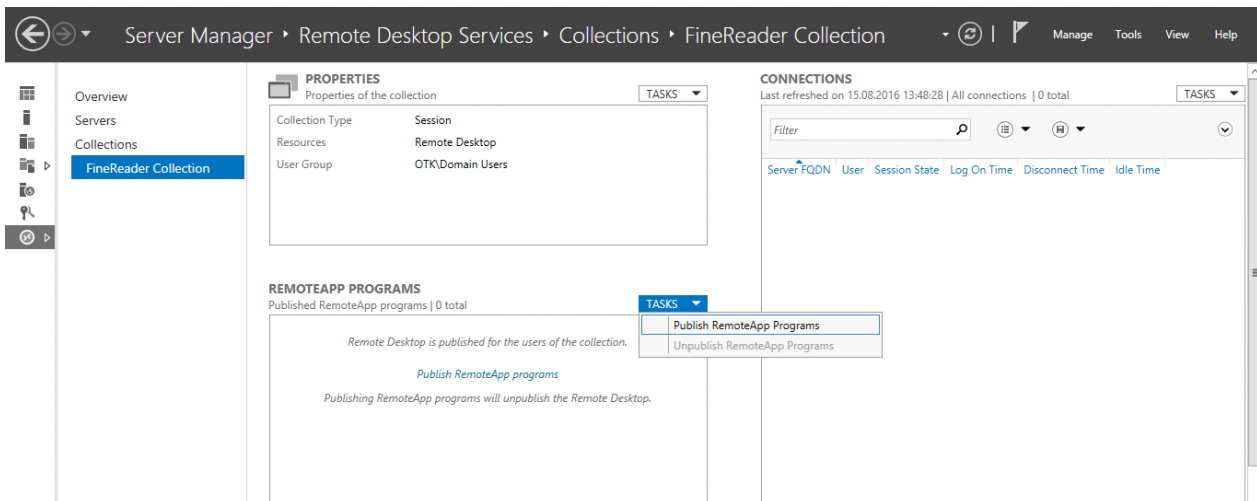 Server Manager ‣ Remote Desktop Services ‣ Collections ‣ FineReader Collection
Manage Tools View Help
Overview
Servers
Collections
FineReader Collection
PROPERTIES
Properties of the collection
TASKS
Collection Type Session
Resources Remote Desktop
User Group OTK\Domain Users
REMOTEAPP PROGRAMS
Published RemoteApp programs | 0 total
TASKS
Publish RemoteApp Programs
Unpublish RemoteApp Programs
Remote Desktop is published for the users of the collection.
Publish RemoteApp programs
Publishing RemoteApp programs will unpublish the Remote Desktop.
CONNECTIONS
Last refreshed on 15.08.2016 13:48:28 | All connections | 0 total
TASKS
Filter
Server FQDN User Session State Log On Time Disconnect Time Idle Time